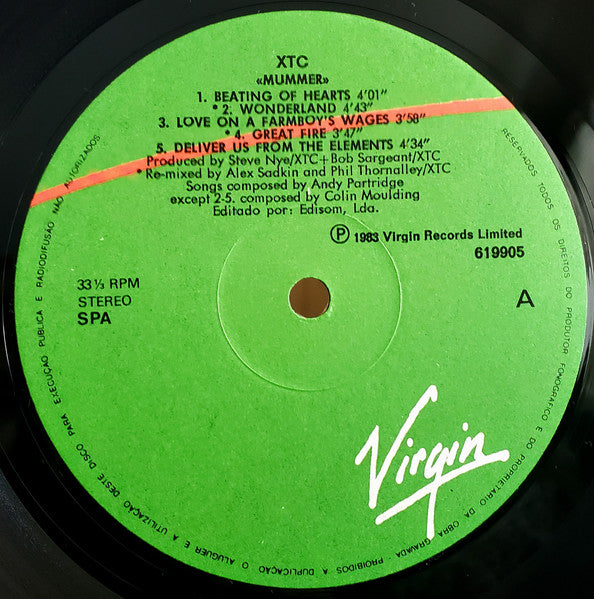 XTC
«MUMMER»
1. BEATING OF HEARTS 4'01"
* 2. WONDERLAND 4'43"
3. LOVE ON A FARMBOY'S WAGES 3'58"
* 4. GREAT FIRE 3'47"
5. DELIVER US FROM THE ELEMENTS 4'34"
Produced by Steve Nye/XTC+Bob Sargeant/XTC
* Re-mixed by Alex Sadkin and Phil Thornalley/XTC
Songs composed by Andy Partridge
except 2-5. composed by Colin Moulding
Editado por: Edisom, Lda.
Ⓟ 1983 Virgin Records Limited
619905
33 ⅓ RPM
STEREO
SPA
A
Virgin
RESERVADOS TODOS OS DIREITOS DO PRODUTOR FONOGRÁFICO E DO PROPRIETARIO DA OBRA GRAVADA - PROIBIDOS A DUPLICAÇÃO O ALUGUER E A UTILIZAÇÃO DESTE DISCO PARA EXECUÇÃO PUBLICA E RADIODIFUSÃO NÃO AUTORIZADOS